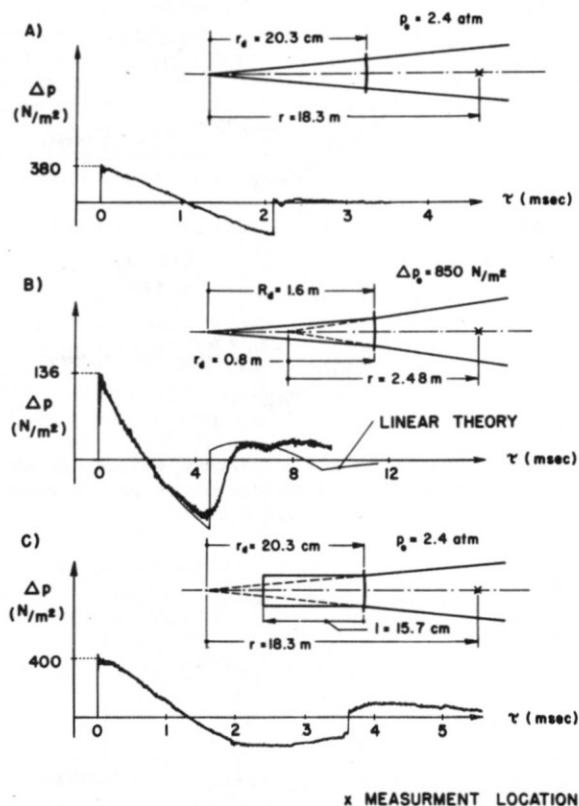 A)
p₀ = 2.4 atm
r_d = 20.3 cm
r = 18.3 m
Δp
(N/m²)
380
0 1 2 3 4
τ (msec)
B)
Δp₀ = 850 N/m²
R_d = 1.6 m
r_d = 0.8 m
r = 2.48 m
136
Δp
(N/m²)
LINEAR THEORY
0 4 8 12
τ (msec)
C)
p₀ = 2.4 atm
r_d = 20.3 cm
l = 15.7 cm
r = 18.3 m
Δp
(N/m²)
400
0 1 2 3 4 5
τ (msec)
x MEASURMENT LOCATION